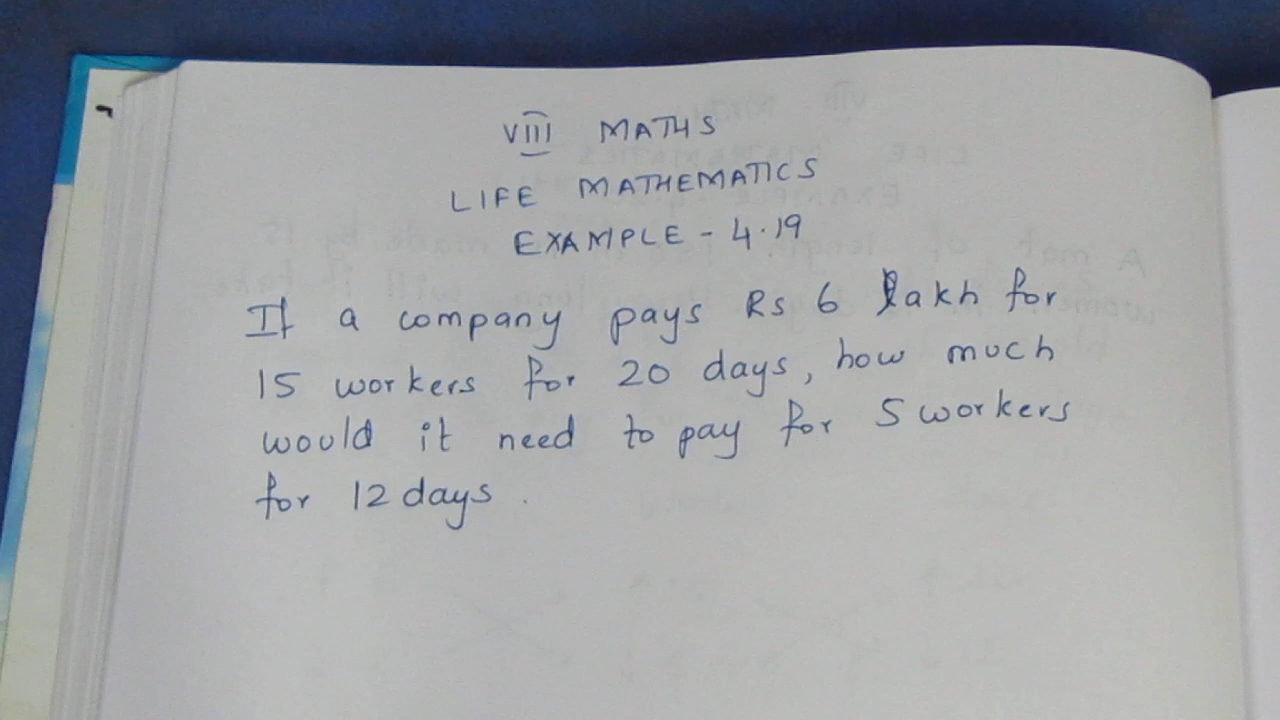 VIII MATHS
LIFE MATHEMATICS
EXAMPLE - 4.19
If a company pays Rs 6 lakh for
15 workers for 20 days, how much
would it need to pay for 5 workers
for 12 days.